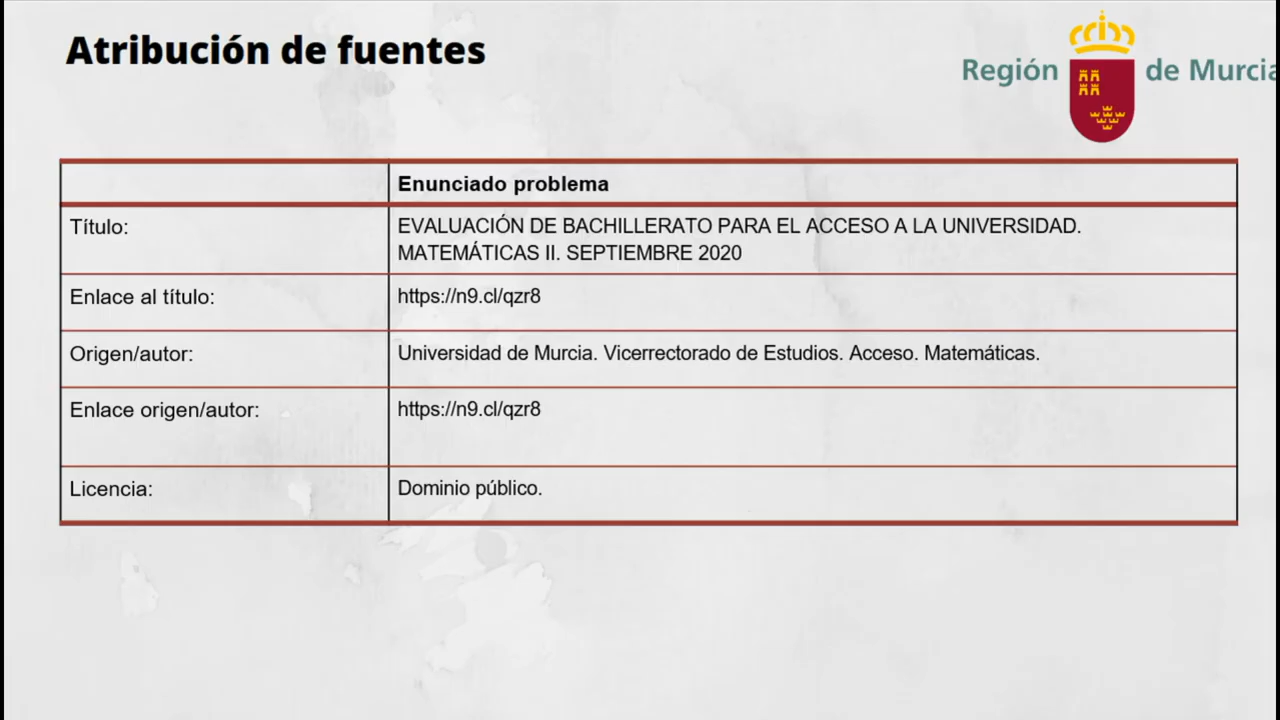 Atribución de fuentes
Región de Murcia
Enunciado problema
Título:
EVALUACIÓN DE BACHILLERATO PARA EL ACCESO A LA UNIVERSIDAD.
MATEMÁTICAS II. SEPTIEMBRE 2020
Enlace al título:
https://n9.cl/qzr8
Origen/autor:
Universidad de Murcia. Vicerrectorado de Estudios. Acceso. Matemáticas.
Enlace origen/autor:
https://n9.cl/qzr8
Licencia:
Dominio público.